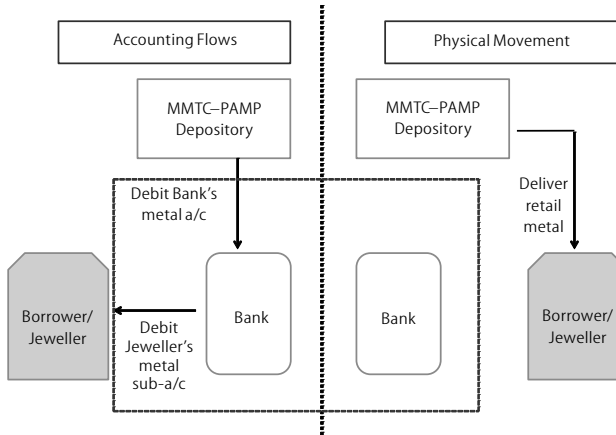 Accounting Flows
MMTC–PAMP
Depository
Debit Bank's
metal a/c
Bank
Borrower/
Jeweller
Debit
Jeweller's
metal
sub-a/c
Physical Movement
MMTC–PAMP
Depository
Deliver
retail
metal
Bank
Borrower/
Jeweller